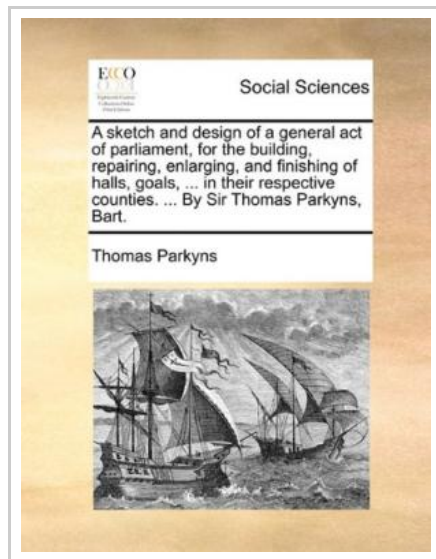 ECCO
Social Sciences
A sketch and design of a general act
of parliament, for the building,
repairing, enlarging, and finishing of
halls, goals, ... in their respective
counties. ... By Sir Thomas Parkyns,
Bart.
Thomas Parkyns